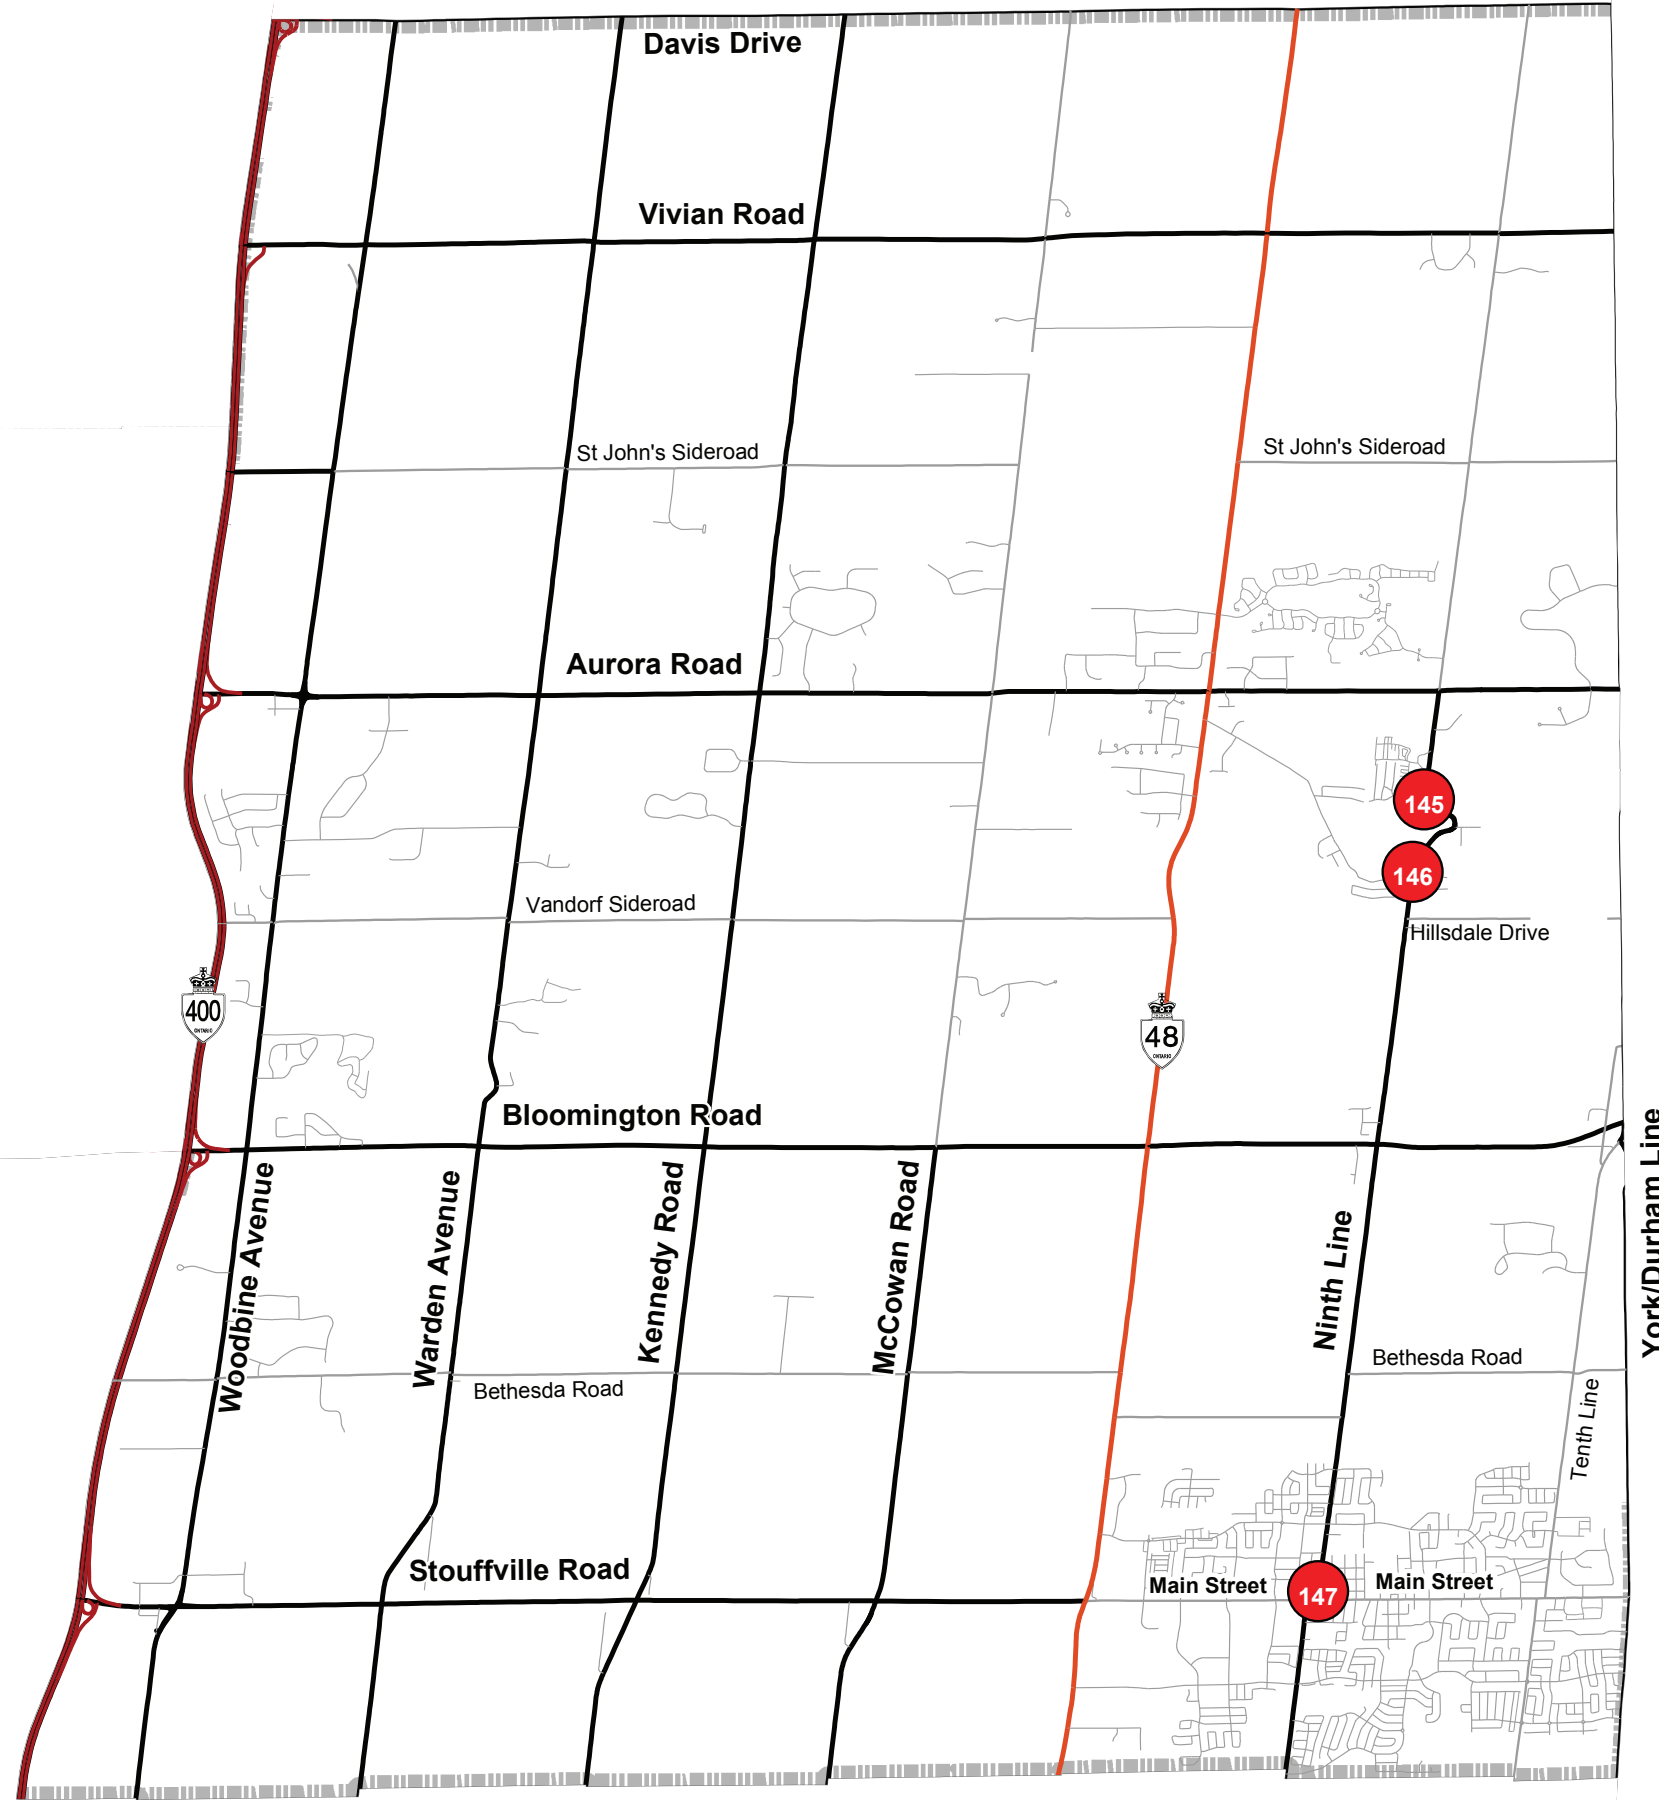 Davis Drive
Vivian Road
St John's Sideroad
St John's Sideroad
Aurora Road
145
146
Vandorf Sideroad
Hillsdale Drive
400
ONTARIO
48
ONTARIO
Bloomington Road
York/Durham Line
Woodbine Avenue
Warden Avenue
Kennedy Road
McCowan Road
Ninth Line
Bethesda Road
Bethesda Road
Tenth Line
Stouffville Road
Main Street
147
Main Street